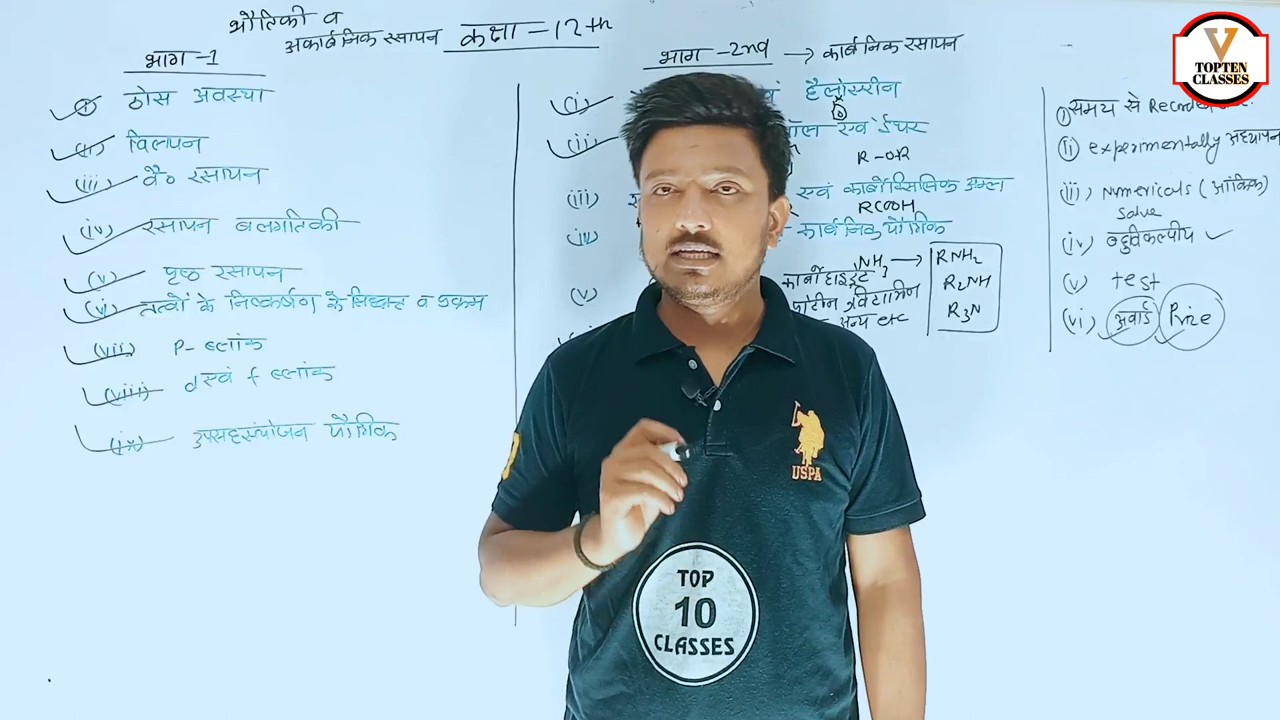 भौतिकी व
अकार्बनिक रसायन कक्षा - 12th
भाग - 1
(i) ठोस अवस्था
(ii) विलयन
(iii) वै० रसायन
(iv) रसायन बलगतिकी
(v) पृष्ठ रसायन
(vi) तत्वों के निष्कर्षण के सिद्धान्त व प्रक्रम
(vii) P - ब्लॉक
(viii) d एवं f ब्लॉक
(ix) उपसहसंयोजन यौगिक
भाग - 2nd → कार्बनिक रसायन
(i) हैलोएरीन
(ii) एवं ईथर
R - OR
(iii) एवं कार्बोक्सिलिक अम्ल
RCOOH
(iv) - कार्बनिक यौगिक
NH3 → RNH2
R2NH
R3N
(v) कार्बोहाइड्रेट
प्रोटीन, विटामिन
अन्य etc
(i) समय से
(ii) experimentally अध्यापन
(ii) numericals (आंकिक)
solve
(iv) बहुविकल्पीय ✓
(v) test
(vi) अवार्ड Prize
V
TOPTEN
CLASSES
USPA
TOP
10
CLASSES